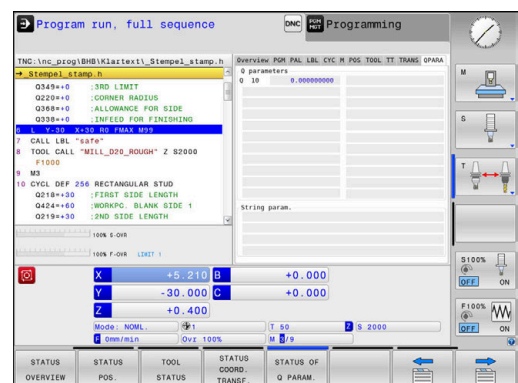 Program run, full sequence
DNC
PGM MGT
Programming
TNC:\nc_prog\BHB\Klartext\_Stempel_stamp.h
→_Stempel_stamp.h
Q349=+0 ;3RD LIMIT
Q220=+0 ;CORNER RADIUS
Q368=+0 ;ALLOWANCE FOR SIDE
Q338=+0 ;INFEED FOR FINISHING
6 L Y-30 X+30 R0 FMAX M99
7 CALL LBL "safe"
8 TOOL CALL "MILL_D20_ROUGH" Z S2000
F1000
9 M3
10 CYCL DEF 256 RECTANGULAR STUD
Q218=+30 ;FIRST SIDE LENGTH
Q424=+60 ;WORKPC. BLANK SIDE 1
Q219=+30 ;2ND SIDE LENGTH
Overview PGM PAL LBL CYC M POS TOOL TT TRANS QPARA
Q parameters
Q 10 0.000000000
String param.
100% S-OVR
100% F-OVR LIMIT 1
X +5.210 B +0.000
Y -30.000 C +0.000
Z +0.400
Mode: NOML. 1 T 50 Z S 2000
F 0mm/min Ovr 100% M 5/9
M
S
T
S100%
OFF ON
F100%
OFF ON
STATUS OVERVIEW
STATUS POS.
TOOL STATUS
STATUS COORD. TRANSF.
STATUS OF Q PARAM.